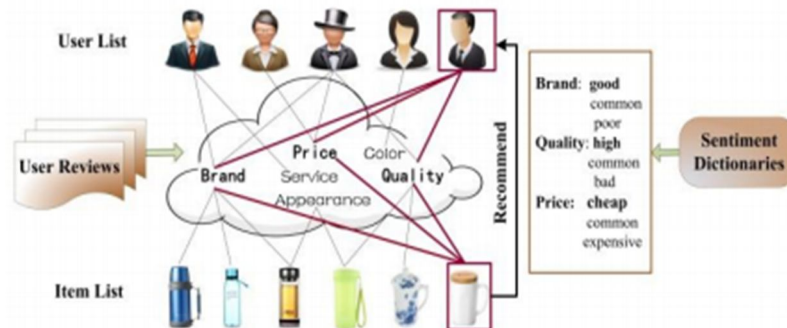 User List
User Reviews
Price
Color
Brand
Service
Quality
Appearance
Item List
Recommend
Brand: good
common
poor
Quality: high
common
bad
Price: cheap
common
expensive
Sentiment
Dictionaries